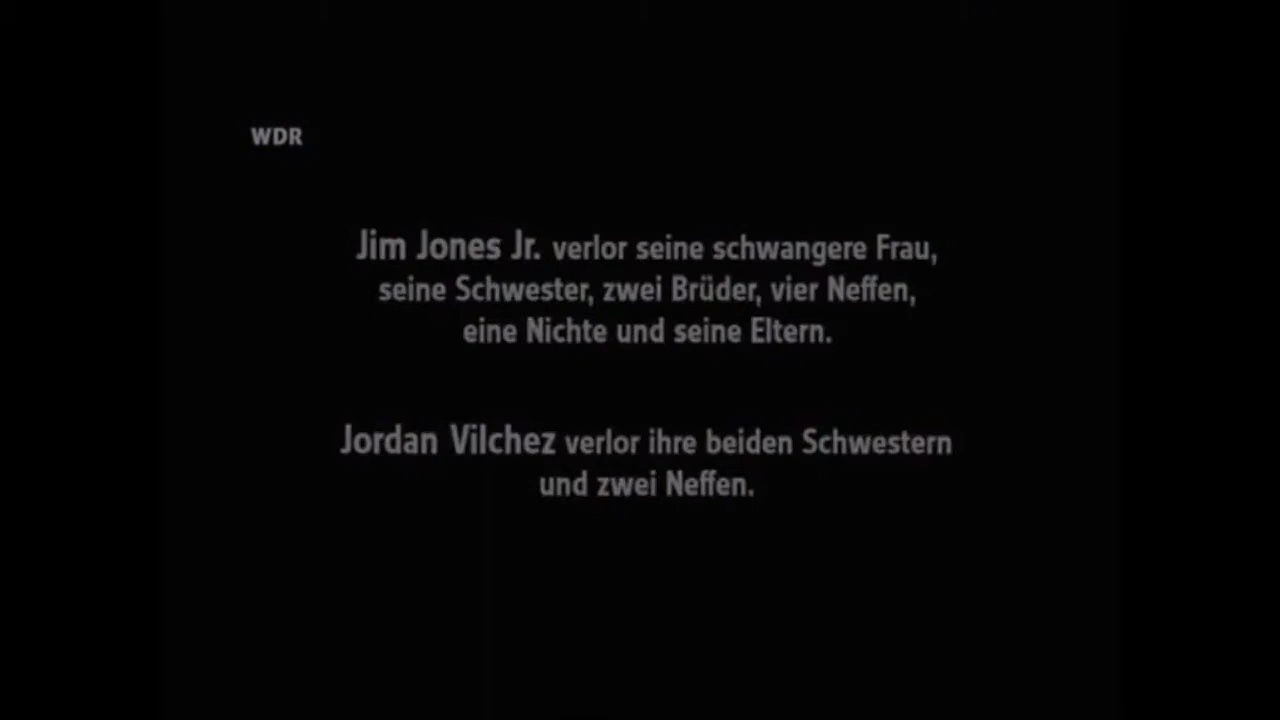 WDR
Jim Jones Jr. verlor seine schwangere Frau,
seine Schwester, zwei Brüder, vier Neffen,
eine Nichte und seine Eltern.
Jordan Vilchez verlor ihre beiden Schwestern
und zwei Neffen.